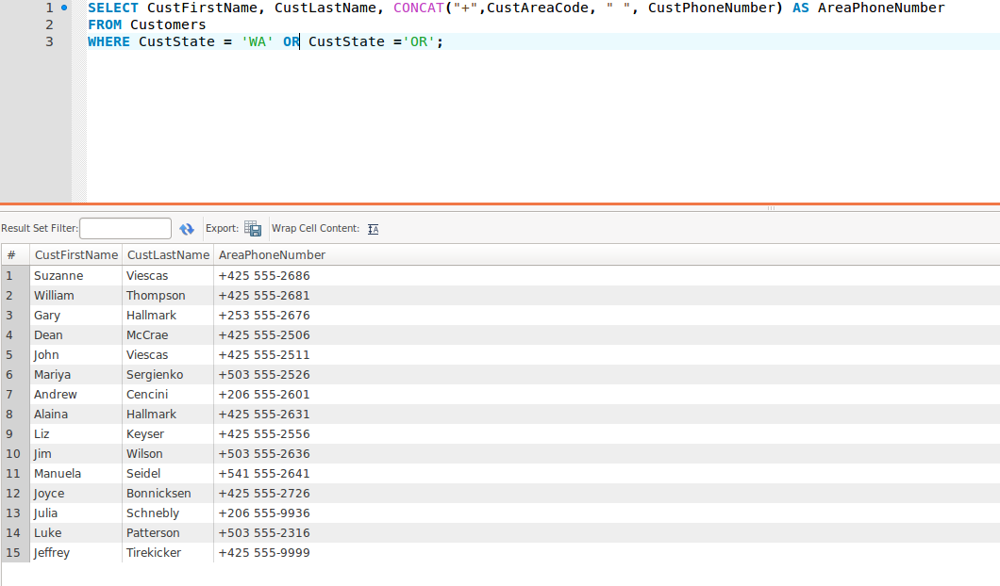 1 SELECT CustFirstName, CustLastName, CONCAT("+",CustAreaCode, " ", CustPhoneNumber) AS AreaPhoneNumber
2 FROM Customers
3 WHERE CustState = 'WA' OR CustState ='OR';
Result Set Filter: Export: Wrap Cell Content: IA
# CustFirstName CustLastName AreaPhoneNumber
1 Suzanne Viescas +425 555-2686
2 William Thompson +425 555-2681
3 Gary Hallmark +253 555-2676
4 Dean McCrae +425 555-2506
5 John Viescas +425 555-2511
6 Mariya Sergienko +503 555-2526
7 Andrew Cencini +206 555-2601
8 Alaina Hallmark +425 555-2631
9 Liz Keyser +425 555-2556
10 Jim Wilson +503 555-2636
11 Manuela Seidel +541 555-2641
12 Joyce Bonnicksen +425 555-2726
13 Julia Schnebly +206 555-9936
14 Luke Patterson +503 555-2316
15 Jeffrey Tirekicker +425 555-9999